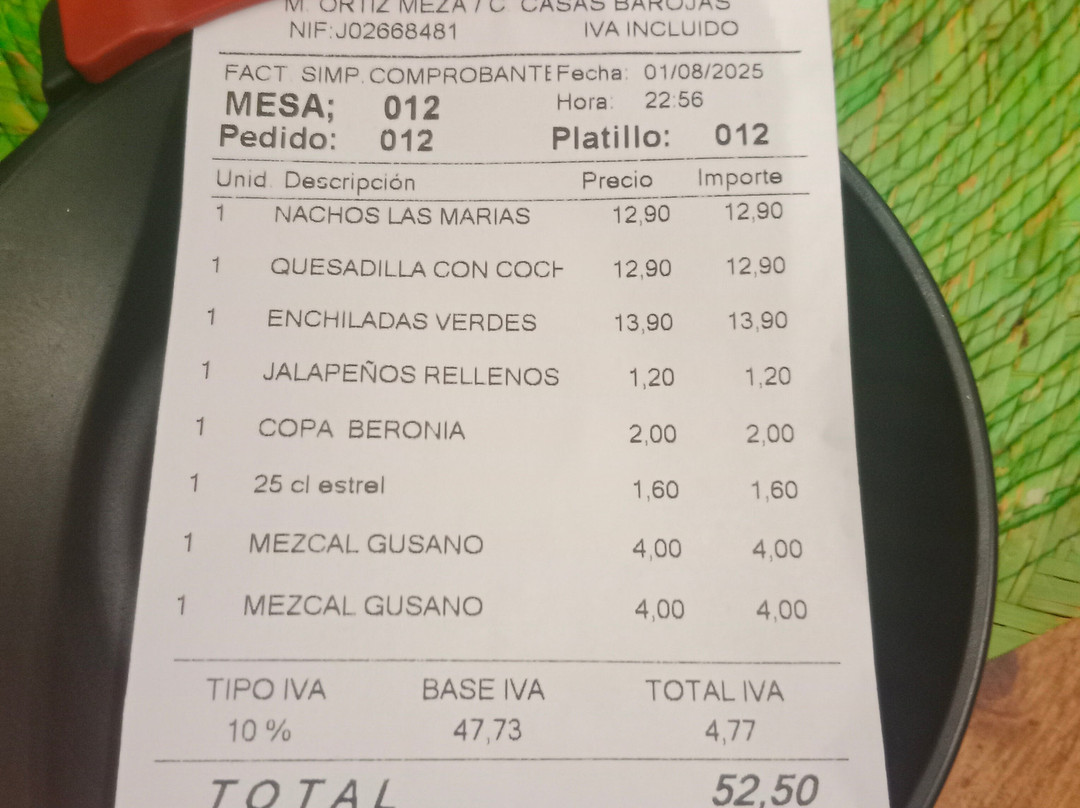 M. ORTIZ MEZA / C CASAS BAROJAS
NIF:J02668481 IVA INCLUIDO
FACT. SIMP.COMPROBANTE Fecha: 01/08/2025
MESA; 012 Hora: 22:56
Pedido: 012 Platillo: 012
Unid. Descripción Precio Importe
1 NACHOS LAS MARIAS 12,90 12,90
1 QUESADILLA CON COCH 12,90 12,90
1 ENCHILADAS VERDES 13,90 13,90
1 JALAPEÑOS RELLENOS 1,20 1,20
1 COPA BERONIA 2,00 2,00
1 25 cl estrel 1,60 1,60
1 MEZCAL GUSANO 4,00 4,00
1 MEZCAL GUSANO 4,00 4,00
TIPO IVA BASE IVA TOTAL IVA
10 % 47,73 4,77
TOTAL 52,50